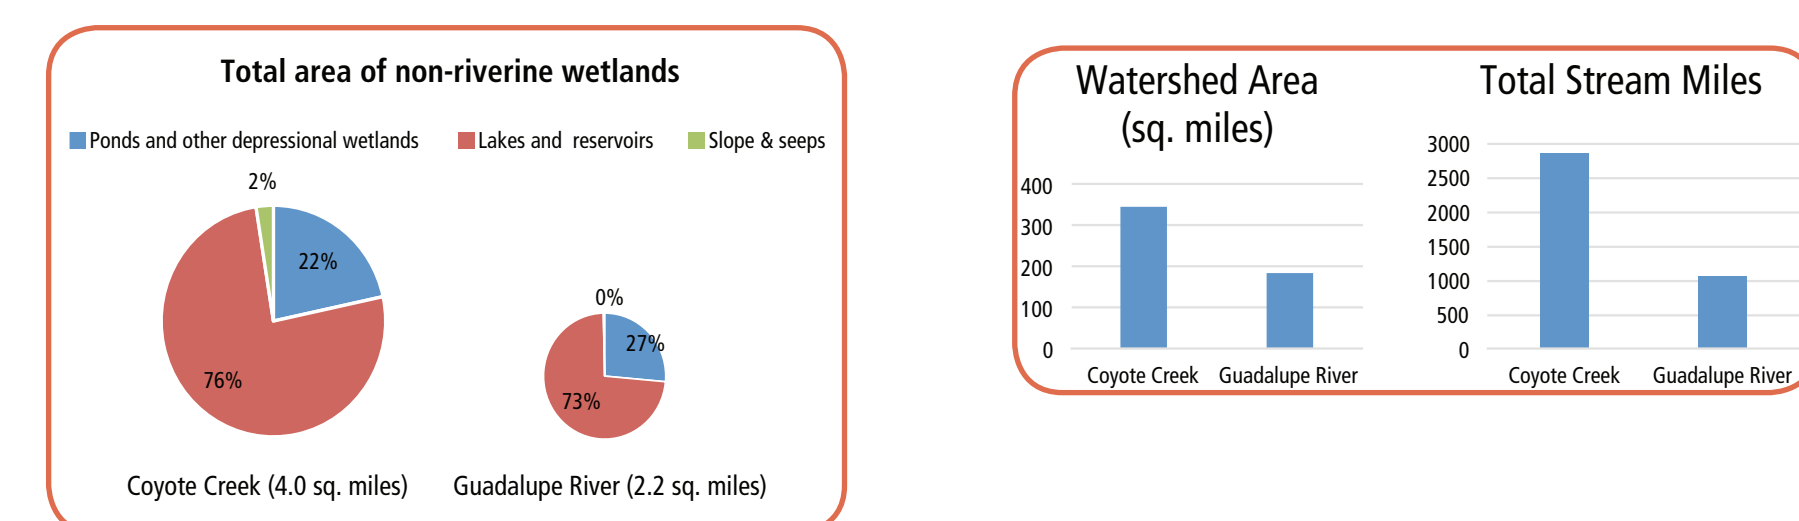 Total area of non-riverine wetlands
Ponds and other depressional wetlands Lakes and reservoirs Slope & seeps
2%
22%
76%
0%
27%
73%
Coyote Creek (4.0 sq. miles) Guadalupe River (2.2 sq. miles)
Watershed Area
(sq. miles)
400
300
200
100
0
Coyote Creek Guadalupe River
Total Stream Miles
3000
2500
2000
1500
1000
500
0
Coyote Creek Guadalupe River